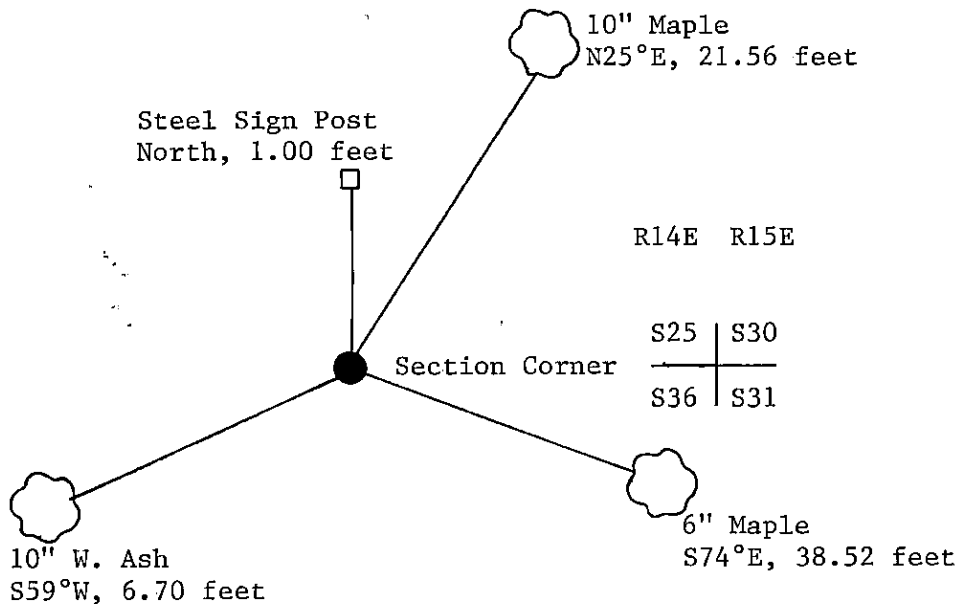 10" Maple
N25°E, 21.56 feet
Steel Sign Post
North, 1.00 feet
R14E R15E
S25 S30
Section Corner
S36 S31
6" Maple
S74°E, 38.52 feet
10" W. Ash
S59°W, 6.70 feet